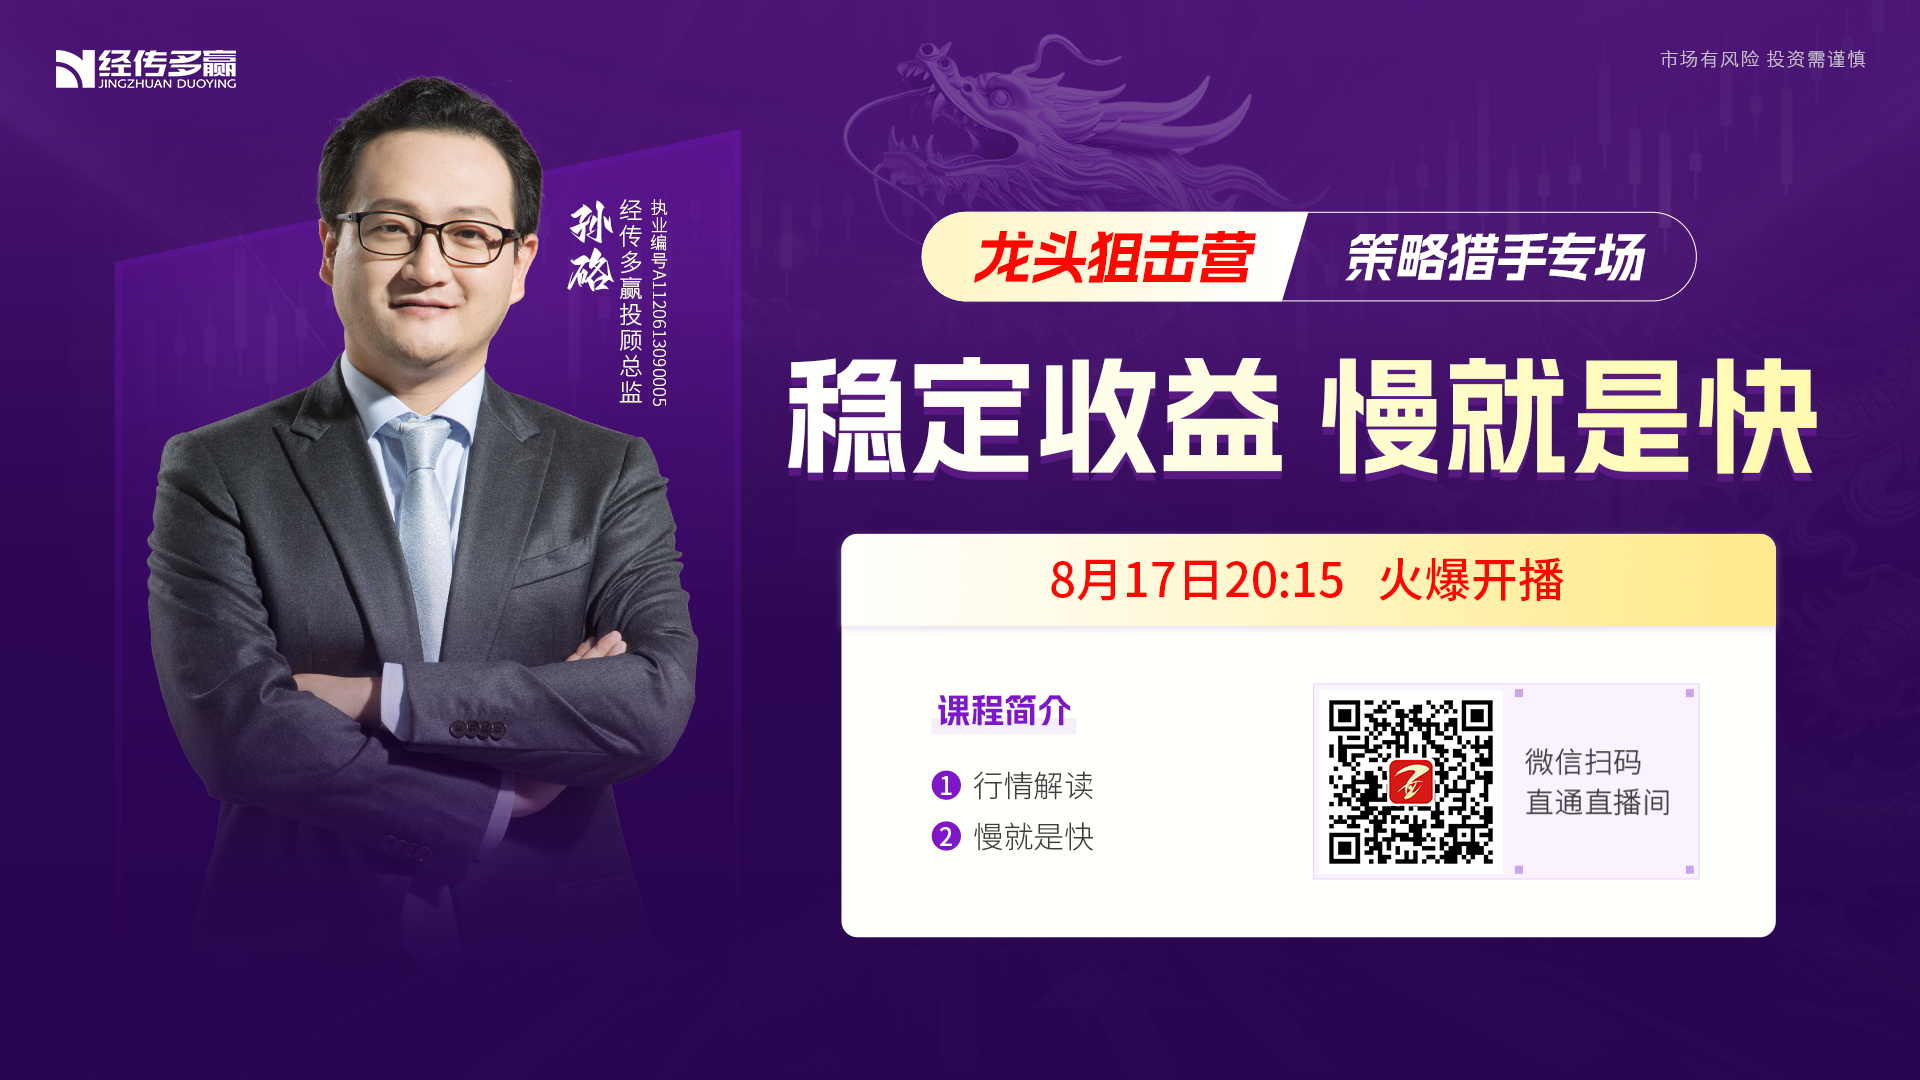 经传多赢
JINGZHUAN DUOYING
市场有风险 投资需谨慎
孙硌
经传多赢投顾总监
执业编号A1120613090005
龙头狙击营
策略猎手专场
稳定收益 慢就是快
8月17日20:15 火爆开播
课程简介
1 行情解读
2 慢就是快
微信扫码
直通直播间